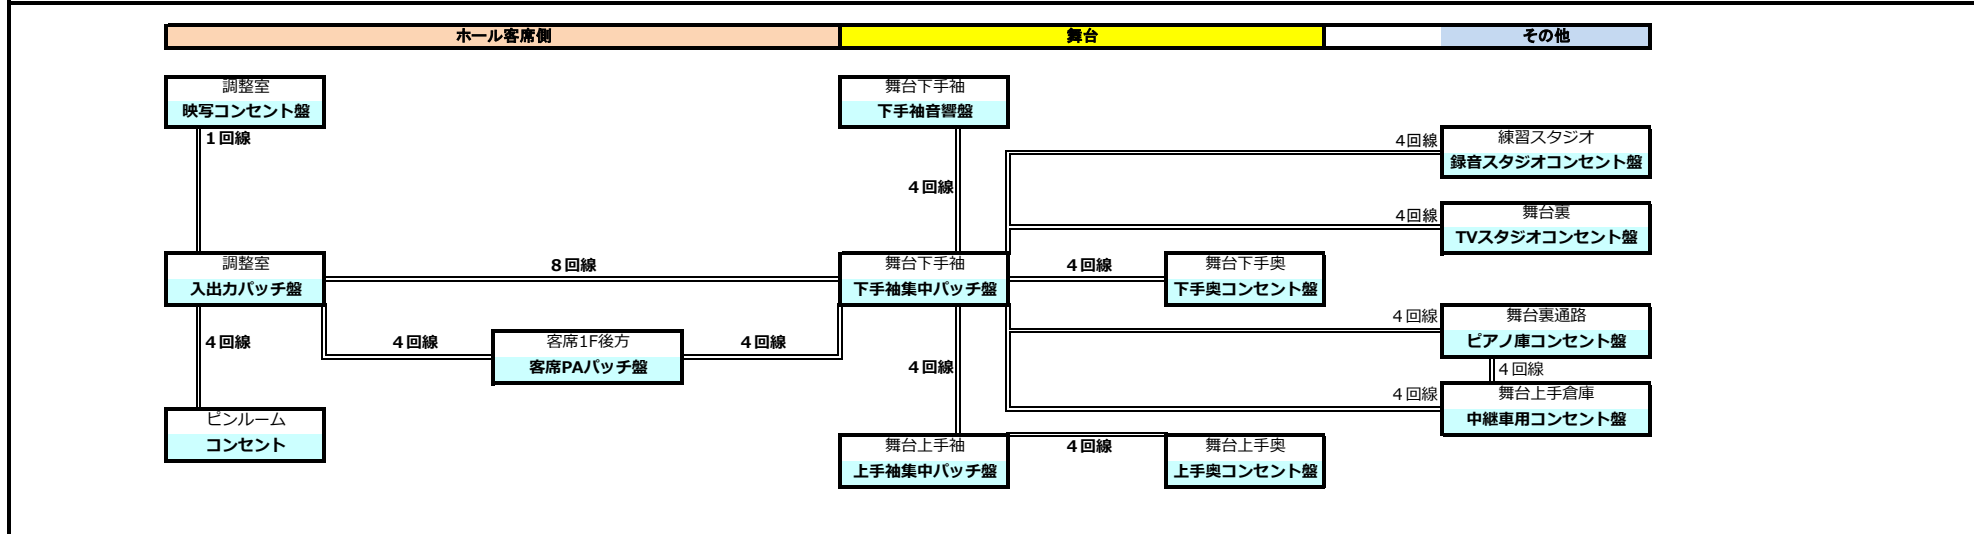 ホール客席側
舞台
その他
調整室
映写コンセント盤
１回線
舞台下手袖
下手袖音響盤
４回線
4回線
練習スタジオ
録音スタジオコンセント盤
4回線
舞台裏
TVスタジオコンセント盤
調整室
入出力パッチ盤
８回線
舞台下手袖
下手袖集中パッチ盤
４回線
舞台下手奥
下手奥コンセント盤
４回線
４回線
客席1F後方
客席PAパッチ盤
４回線
４回線
４回線
舞台裏通路
ピアノ庫コンセント盤
４回線
４回線
舞台上手倉庫
中継車用コンセント盤
ピンルーム
コンセント
舞台上手袖
上手袖集中パッチ盤
４回線
舞台上手奥
上手奥コンセント盤